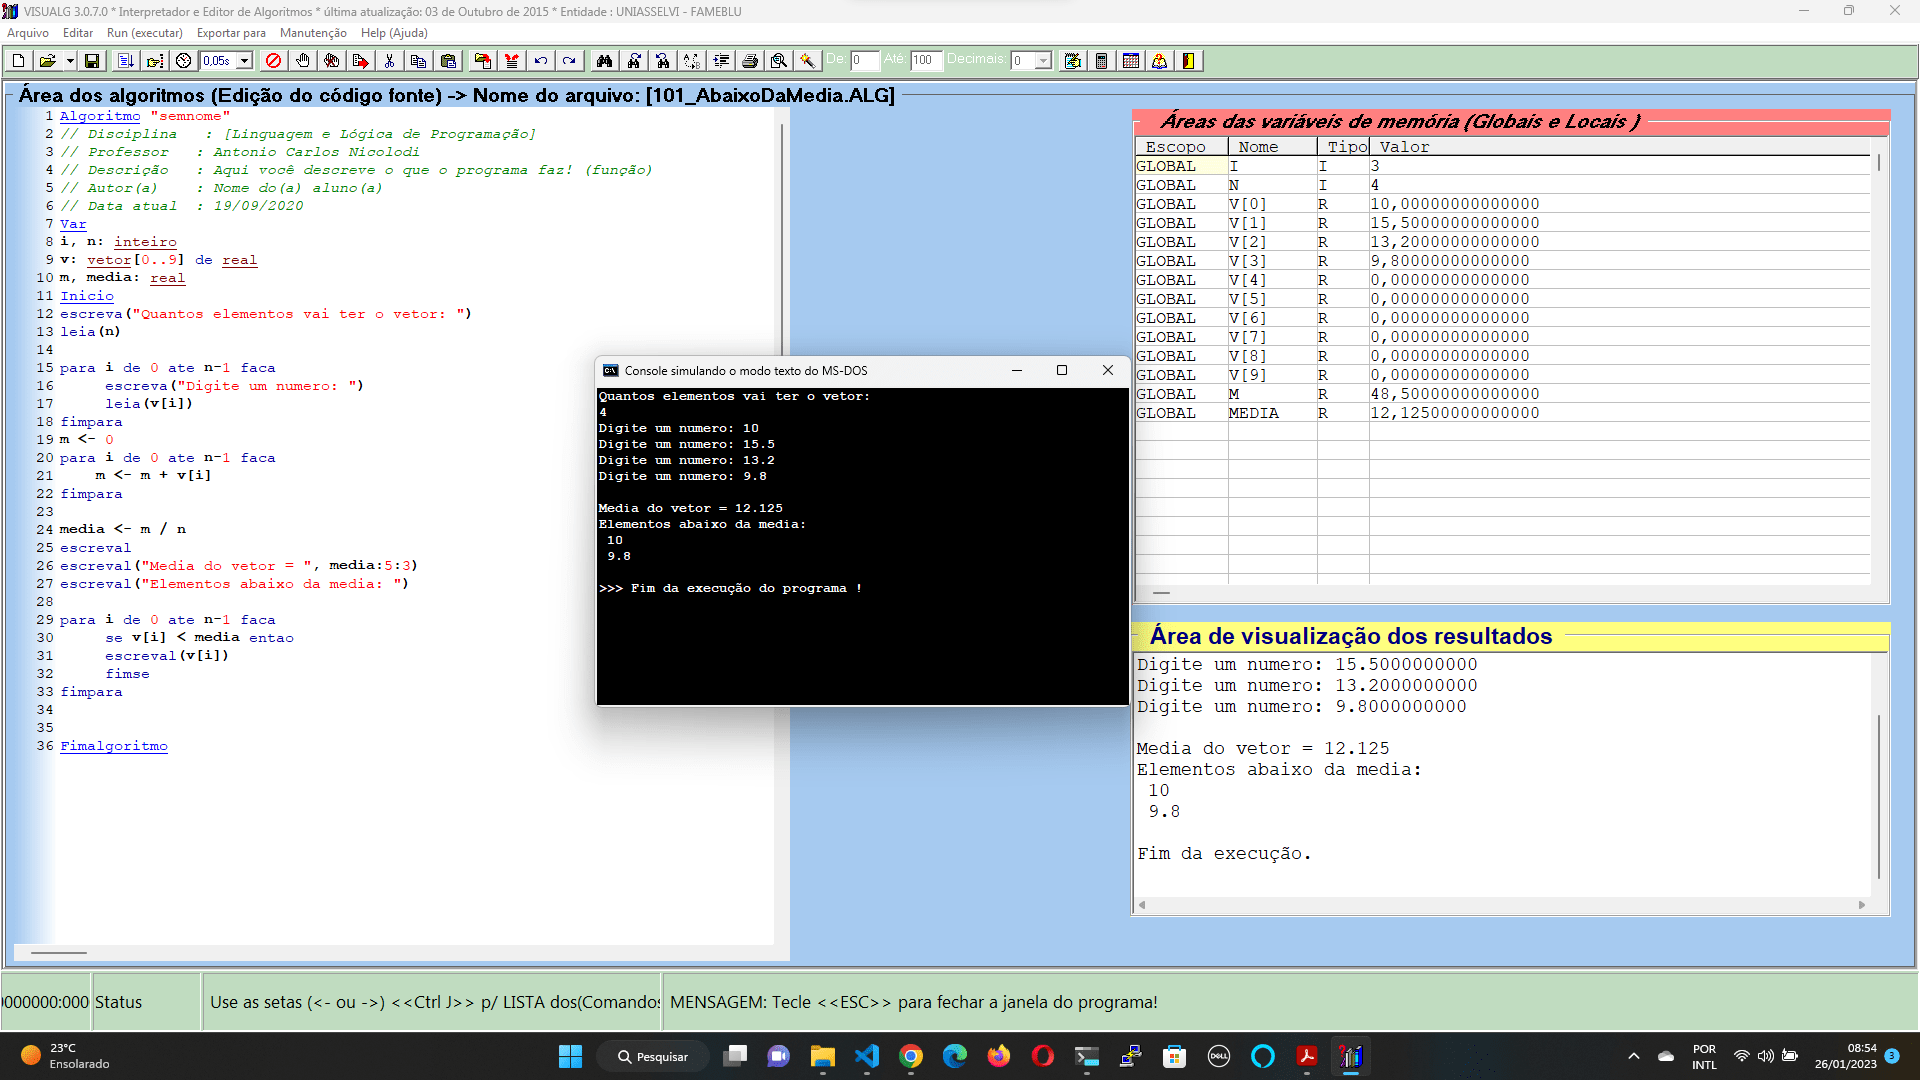 VISUALG 3.0.7.0 * Interpretador e Editor de Algoritmos * última atualização: 03 de Outubro de 2015 * Entidade : UNIASSELVI - FAMEBLU
Arquivo Editar Run (executar) Exportar para Manutenção Help (Ajuda)
0,05s De: 0 Até: 100 Decimais: 0
Área dos algoritmos (Edição do código fonte) -> Nome do arquivo: [101_AbaixoDaMedia.ALG]
1 Algoritmo "semnome"
2 // Disciplina : [Linguagem e Lógica de Programação]
3 // Professor : Antonio Carlos Nicolodi
4 // Descrição : Aqui você descreve o que o programa faz! (função)
5 // Autor(a) : Nome do(a) aluno(a)
6 // Data atual : 19/09/2020
7 Var
8 i, n: inteiro
9 v: vetor[0..9] de real
10 m, media: real
11 Inicio
12 escreva("Quantos elementos vai ter o vetor: ")
13 leia(n)
14
15 para i de 0 ate n-1 faca
16 escreva("Digite um numero: ")
17 leia(v[i])
18 fimpara
19 m <- 0
20 para i de 0 ate n-1 faca
21 m <- m + v[i]
22 fimpara
23
24 media <- m / n
25 escreval
26 escreval("Media do vetor = ", media:5:3)
27 escreval("Elementos abaixo da media: ")
28
29 para i de 0 ate n-1 faca
30 se v[i] < media entao
31 escreval(v[i])
32 fimse
33 fimpara
34
35
36 Fimalgoritmo
Console simulando o modo texto do MS-DOS
Quantos elementos vai ter o vetor:
4
Digite um numero: 10
Digite um numero: 15.5
Digite um numero: 13.2
Digite um numero: 9.8
Media do vetor = 12.125
Elementos abaixo da media:
10
9.8
>>> Fim da execução do programa !
Áreas das variáveis de memória (Globais e Locais )
Escopo Nome Tipo Valor
GLOBAL I I 3
GLOBAL N I 4
GLOBAL V[0] R 10,00000000000000
GLOBAL V[1] R 15,50000000000000
GLOBAL V[2] R 13,20000000000000
GLOBAL V[3] R 9,80000000000000
GLOBAL V[4] R 0,00000000000000
GLOBAL V[5] R 0,00000000000000
GLOBAL V[6] R 0,00000000000000
GLOBAL V[7] R 0,00000000000000
GLOBAL V[8] R 0,00000000000000
GLOBAL V[9] R 0,00000000000000
GLOBAL M R 48,50000000000000
GLOBAL MEDIA R 12,12500000000000
Área de visualização dos resultados
Digite um numero: 15.5000000000
Digite um numero: 13.2000000000
Digite um numero: 9.8000000000
Media do vetor = 12.125
Elementos abaixo da media:
10
9.8
Fim da execução.
0000000:000 Status Use as setas (<- ou ->) <<Ctrl J>> p/ LISTA dos(Comandos MENSAGEM: Tecle <<ESC>> para fechar a janela do programa!
23°C
Ensolarado
Pesquisar
DELL
POR
INTL
08:54
26/01/2023
3